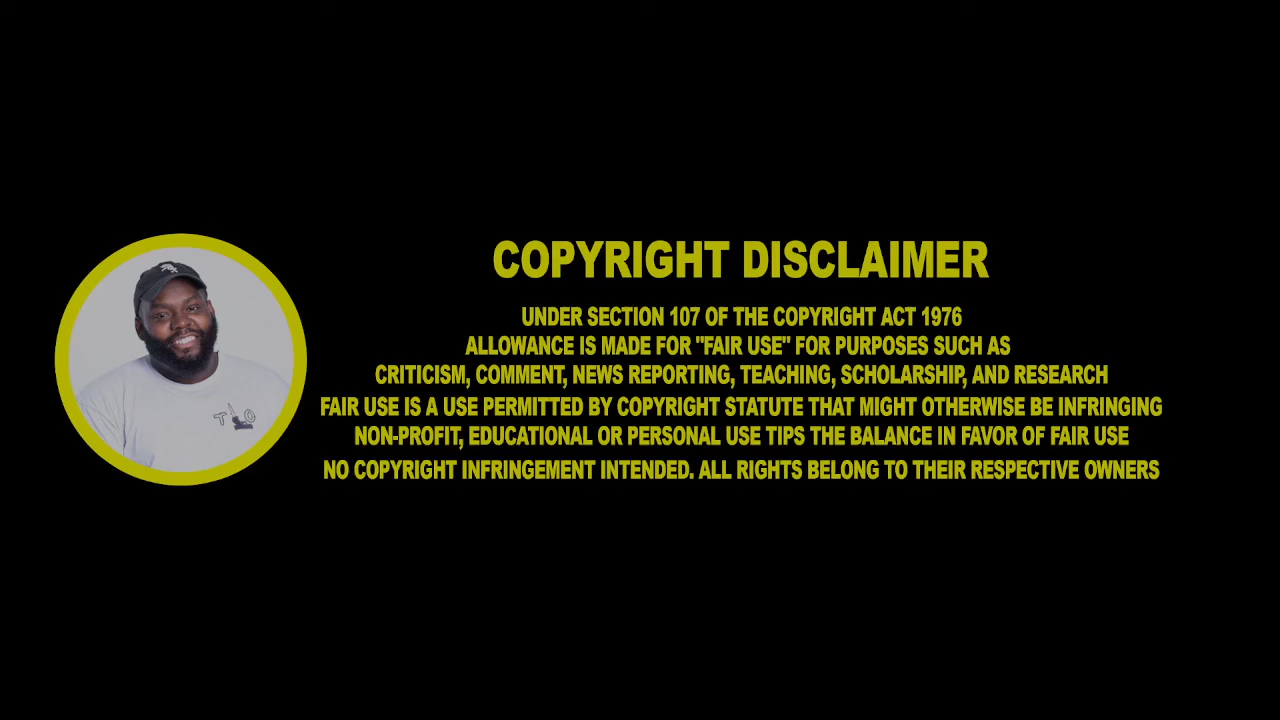 COPYRIGHT DISCLAIMER
UNDER SECTION 107 OF THE COPYRIGHT ACT 1976
ALLOWANCE IS MADE FOR "FAIR USE" FOR PURPOSES SUCH AS
CRITICISM, COMMENT, NEWS REPORTING, TEACHING, SCHOLARSHIP, AND RESEARCH
FAIR USE IS A USE PERMITTED BY COPYRIGHT STATUTE THAT MIGHT OTHERWISE BE INFRINGING
NON-PROFIT, EDUCATIONAL OR PERSONAL USE TIPS THE BALANCE IN FAVOR OF FAIR USE
NO COPYRIGHT INFRINGEMENT INTENDED. ALL RIGHTS BELONG TO THEIR RESPECTIVE OWNERS